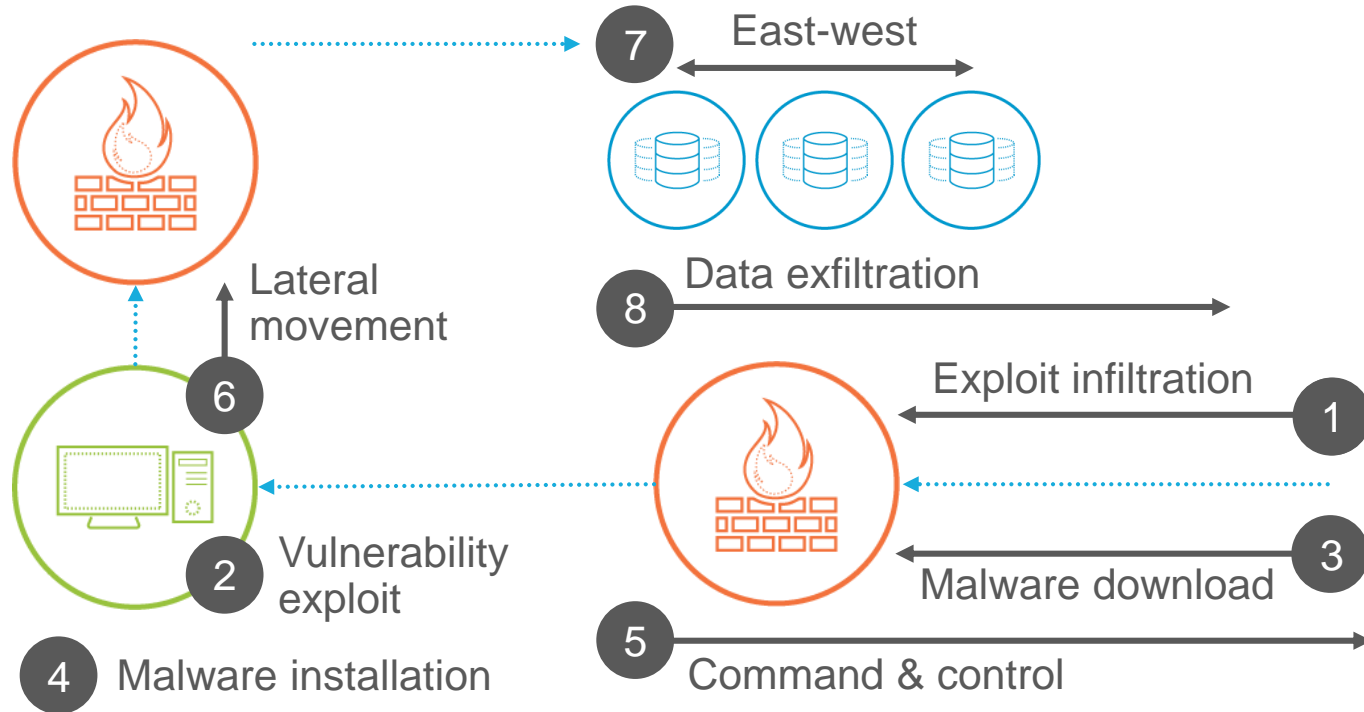 7
East-west
Lateral
movement
8
Data exfiltration
6
Exploit infiltration
1
2
Vulnerability
exploit
3
Malware download
4
Malware installation
5
Command & control